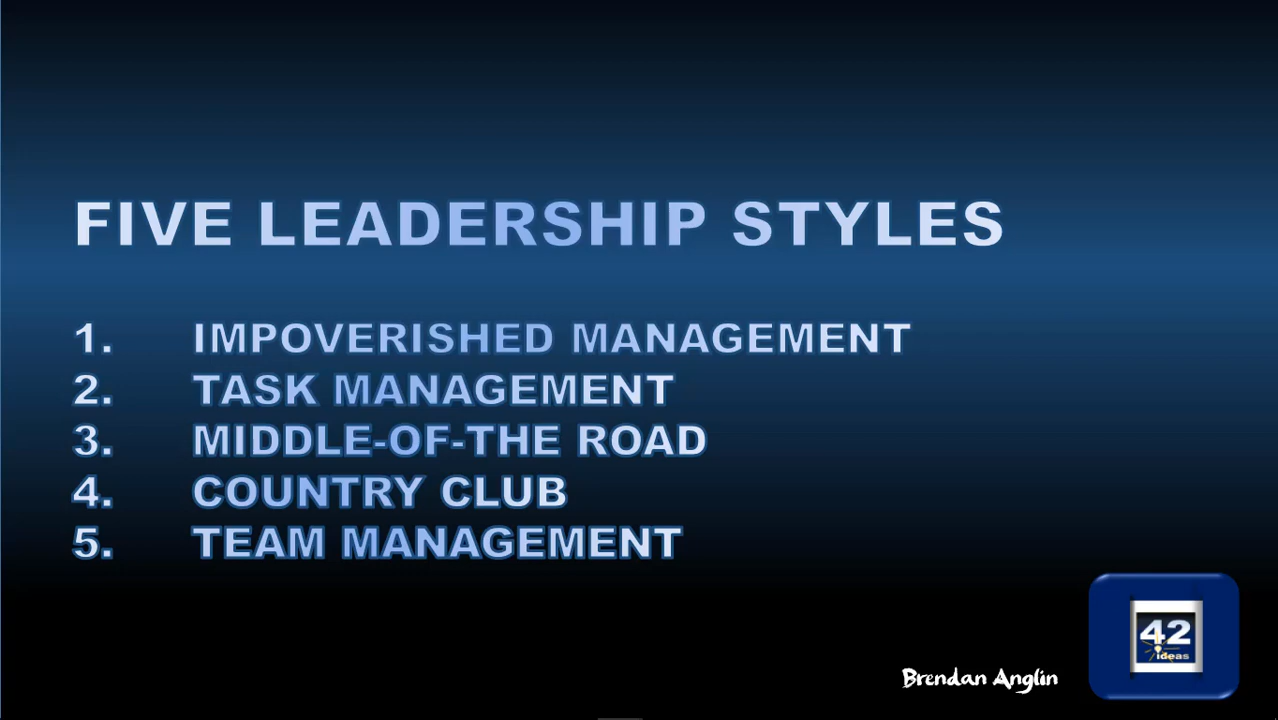 FIVE LEADERSHIP STYLES
1. IMPOVERISHED MANAGEMENT
2. TASK MANAGEMENT
3. MIDDLE-OF-THE ROAD
4. COUNTRY CLUB
5. TEAM MANAGEMENT
42
ideas
Brendan Anglin